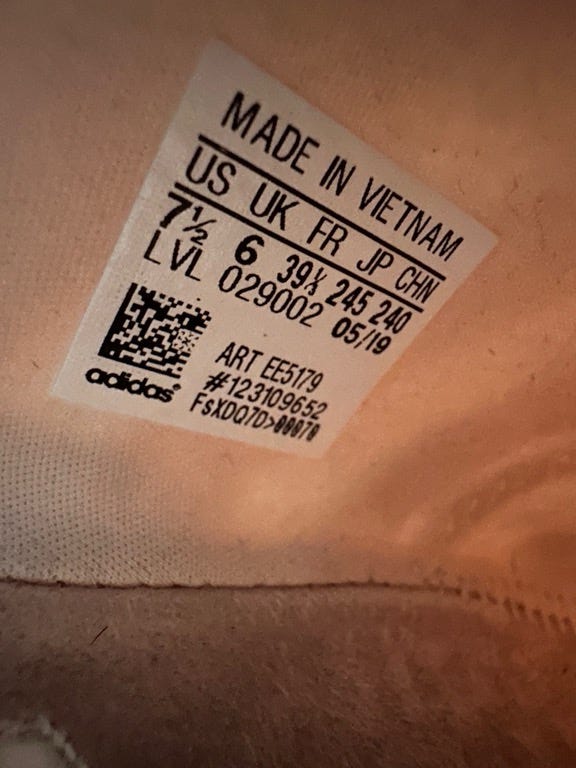 MADE IN VIETNAM
US UK FR JP CHN
7½ 6 39⅓ 245 240
LVL 029002 05/19
ART EE5179
#123109652
adidas®